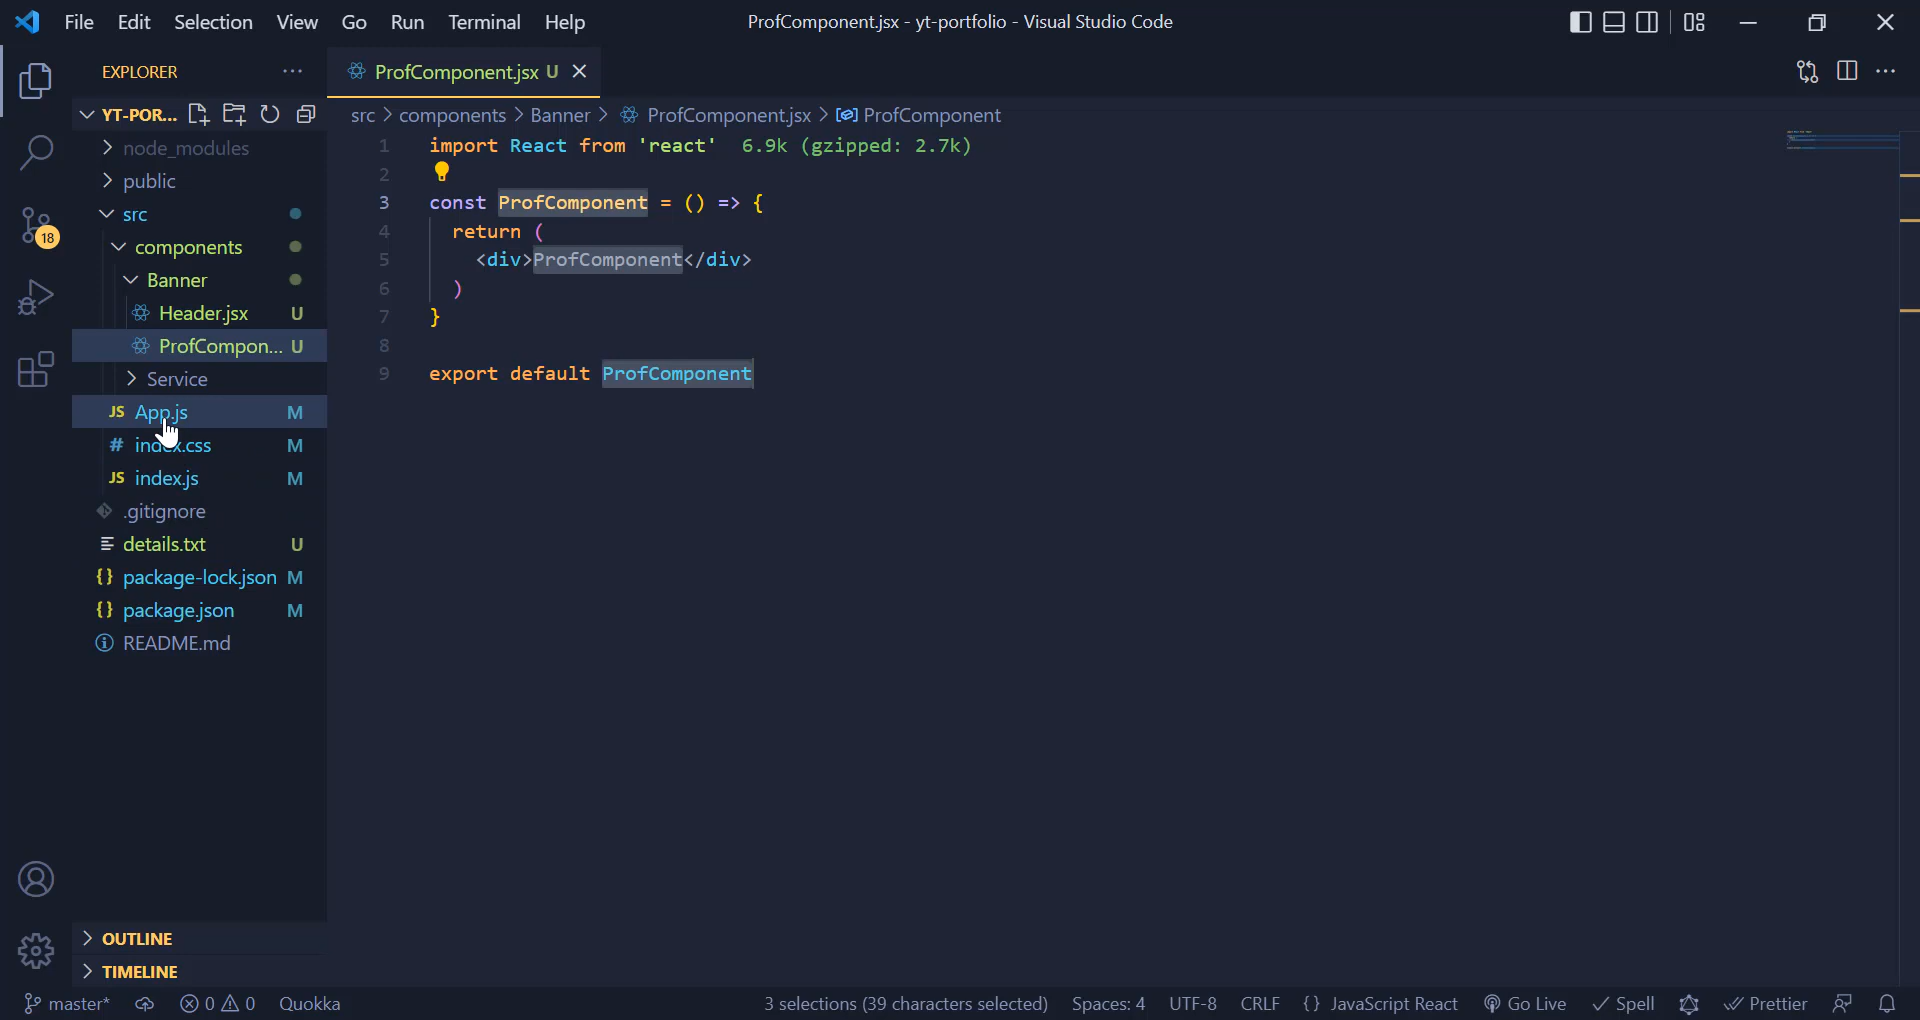 File Edit Selection View Go Run Terminal Help
ProfComponent.jsx - yt-portfolio - Visual Studio Code
EXPLORER
YT-POR...
node_modules
public
src
components
Banner
Header.jsx U
ProfCompon... U
Service
JS App.js M
# index.css M
JS index.js M
.gitignore
details.txt U
{} package-lock.json M
{} package.json M
README.md
OUTLINE
TIMELINE
18
ProfComponent.jsx U
src > components > Banner > ProfComponent.jsx > ProfComponent
1 import React from 'react' 6.9k (gzipped: 2.7k)
2
3 const ProfComponent = () => {
4 return (
5 <div>ProfComponent</div>
6 )
7 }
8
9 export default ProfComponent
master* 0 0 Quokka 3 selections (39 characters selected) Spaces: 4 UTF-8 CRLF {} JavaScript React Go Live Spell Prettier